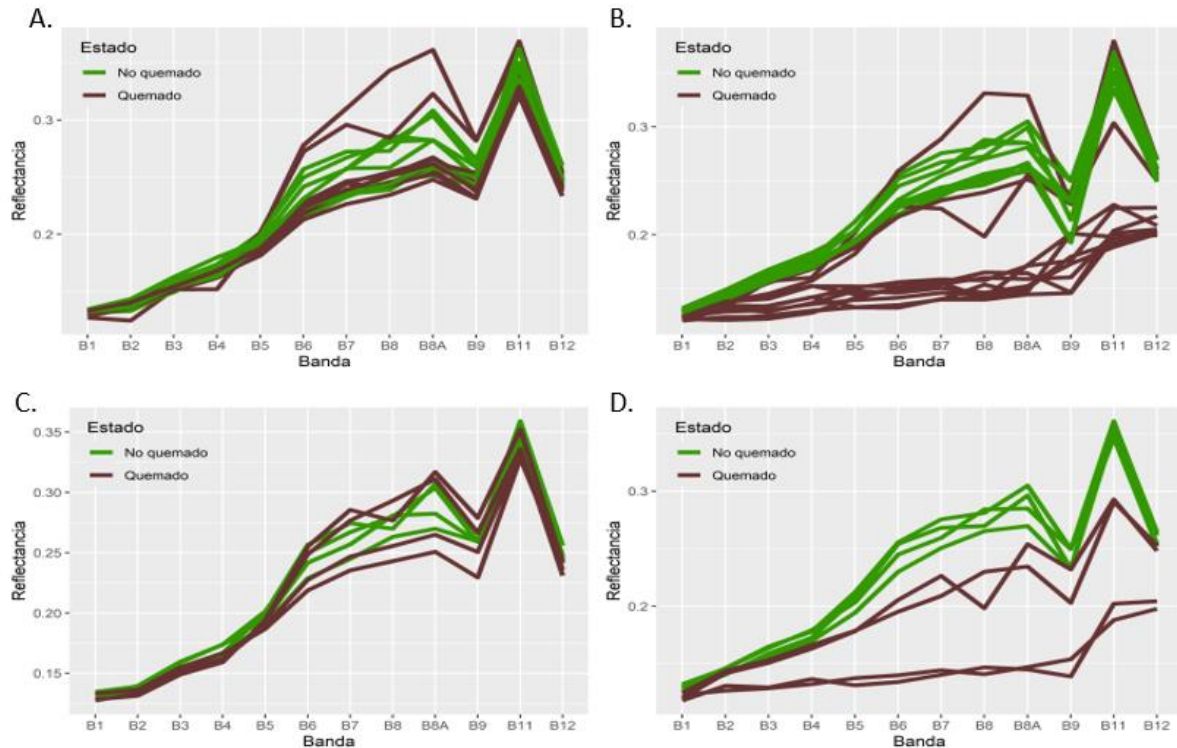 A.
Estado
No quemado
Quemado
0.3
0.2
Reflectancia
B1 B2 B3 B4 B5 B6 B7 B8 B8A B9 B11 B12
Banda
B.
Estado
No quemado
Quemado
0.3
0.2
Reflectancia
B1 B2 B3 B4 B5 B6 B7 B8 B8A B9 B11 B12
Banda
C.
Estado
No quemado
Quemado
0.35
0.30
0.25
0.20
0.15
Reflectancia
B1 B2 B3 B4 B5 B6 B7 B8 B8A B9 B11 B12
Banda
D.
Estado
No quemado
Quemado
0.3
0.2
Reflectancia
B1 B2 B3 B4 B5 B6 B7 B8 B8A B9 B11 B12
Banda